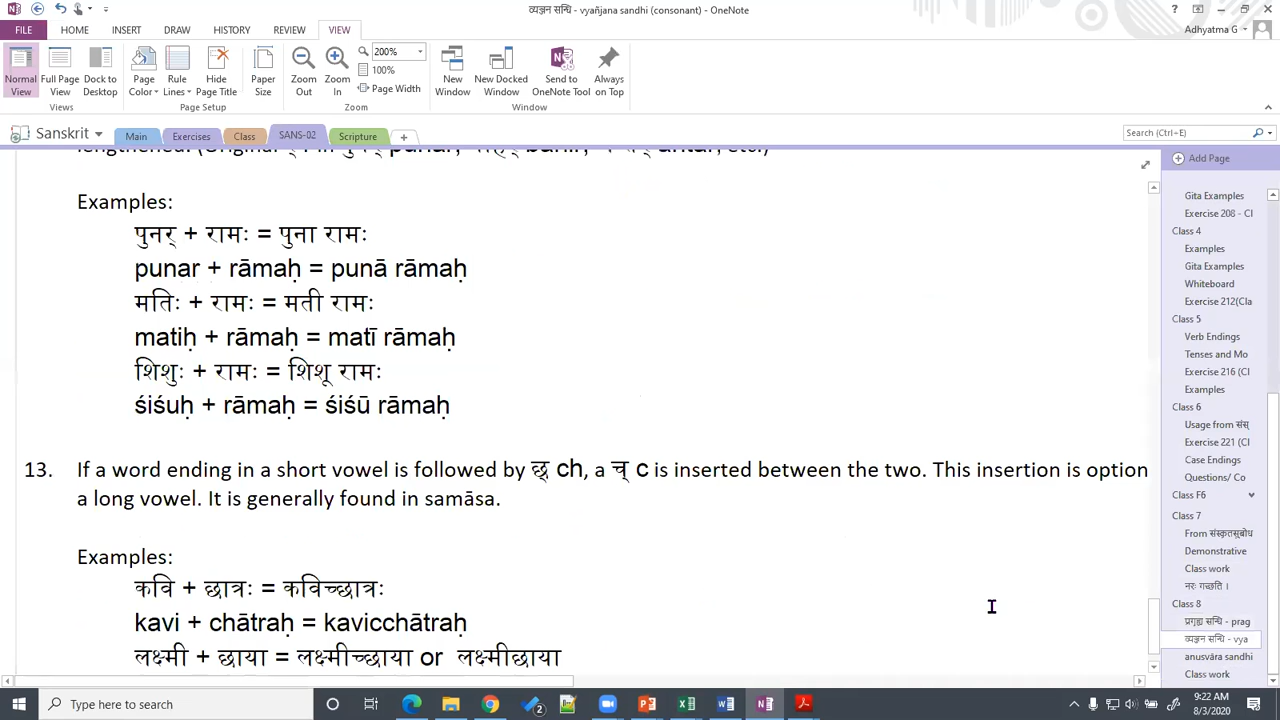 व्यञ्जन सन्धि - vyañjana sandhi (consonant) - OneNote
FILE HOME INSERT DRAW HISTORY REVIEW VIEW
Adhyatma G
Normal View
Full Page View
Dock to Desktop
Page Color
Rule Lines
Hide Page Title
Paper Size
Zoom Out
Zoom In
200%
100%
Page Width
New Window
New Docked Window
Send to OneNote Tool
Always on Top
Views
Page Setup
Zoom
Window
Sanskrit
Main Exercises Class SANS-02 Scripture
Search (Ctrl+E)
Examples:
पुनर् + रामः = पुना रामः
punar + rāmaḥ = punā rāmaḥ
मतिः + रामः = मती रामः
matiḥ + rāmaḥ = matī rāmaḥ
शिशुः + रामः = शिशू रामः
śiśuḥ + rāmaḥ = śiśū rāmaḥ
13. If a word ending in a short vowel is followed by छ् ch, a च् c is inserted between the two. This insertion is option
a long vowel. It is generally found in samāsa.
Examples:
कवि + छात्रः = कविच्छात्रः
kavi + chātraḥ = kavicchātraḥ
लक्ष्मी + छाया = लक्ष्मीच्छाया or लक्ष्मीछाया
Add Page
Gita Examples
Exercise 208 - Cl
Class 4
Examples
Gita Examples
Whiteboard
Exercise 212(Cla
Class 5
Verb Endings
Tenses and Mo
Exercise 216 (Cl
Examples
Class 6
Usage from संस्
Exercise 221 (Cl
Case Endings
Questions/ Co
Class F6
Class 7
From संस्कृतसुबोध
Demonstrative
Class work
नरः गच्छति ।
Class 8
प्रगृह्य सन्धि - prag
व्यञ्जन सन्धि - vya
anusvāra sandhi
Class work
Type here to search
2
9:22 AM
8/3/2020